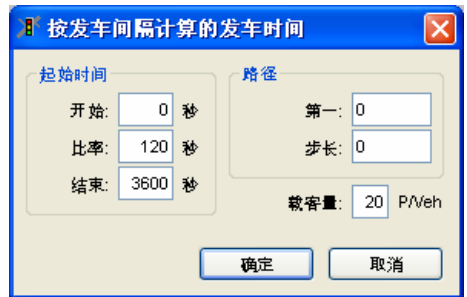 按发车间隔计算的发车时间
起始时间
开始: 0 秒
比率: 120 秒
结束: 3600 秒
路径
第一: 0
步长: 0
载客量: 20 P/Veh
确定
取消